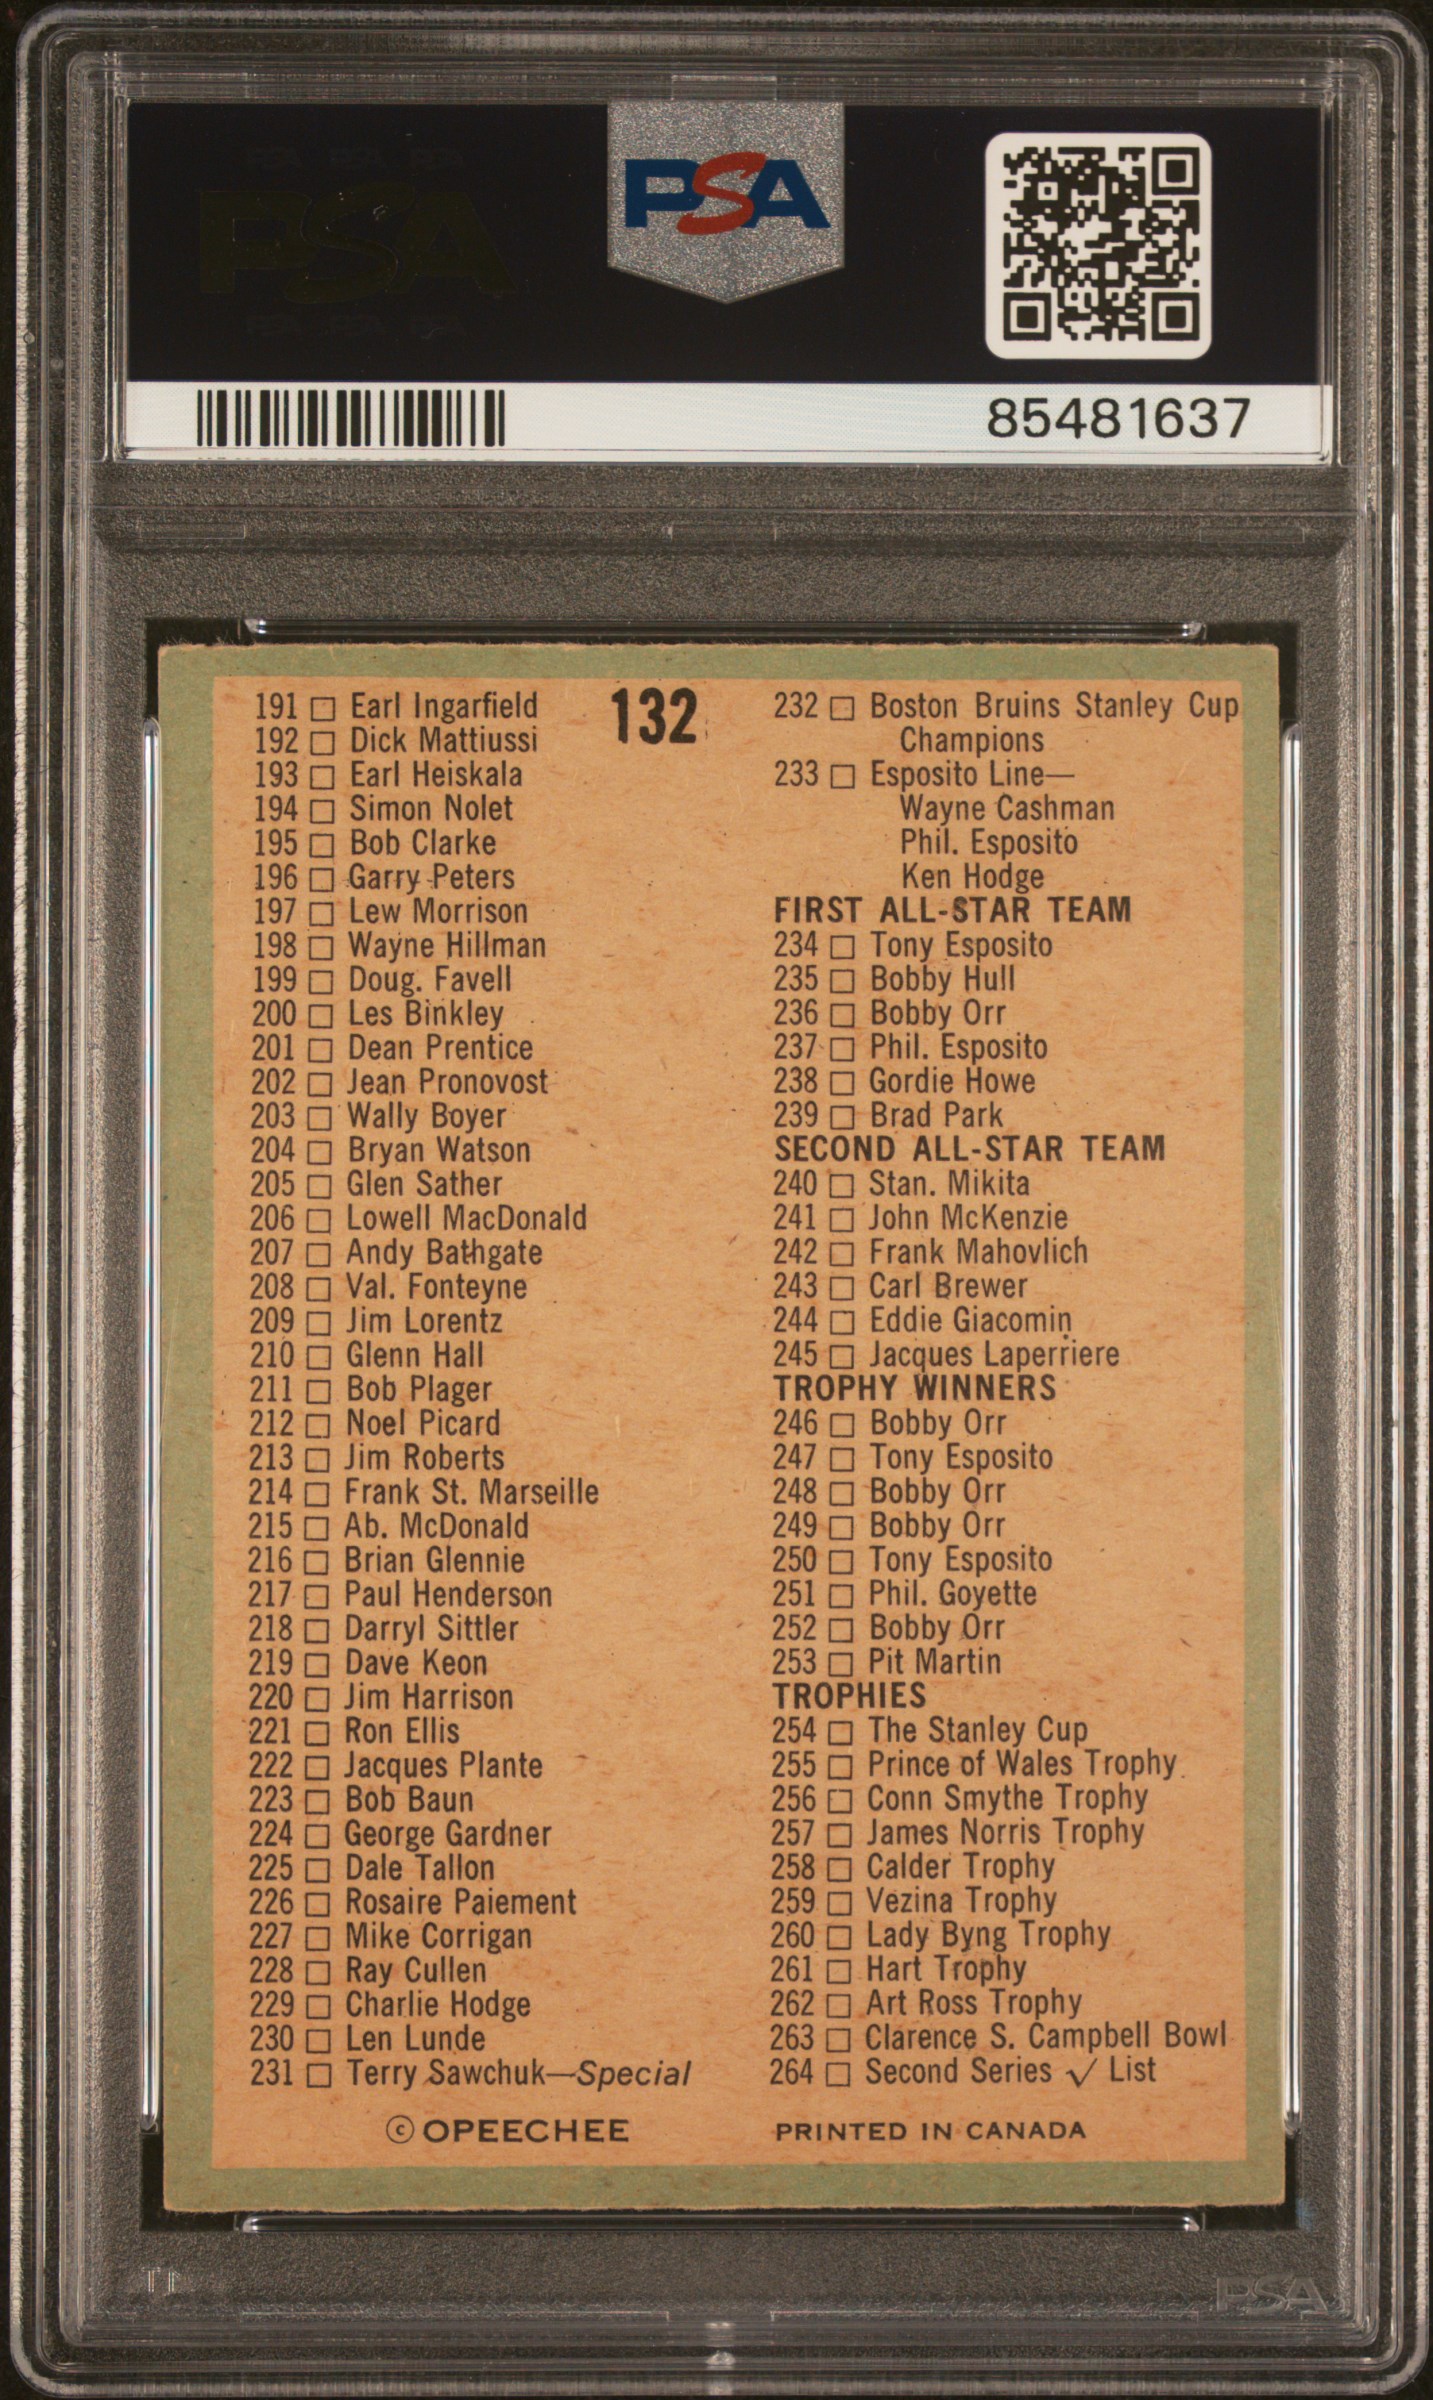 PSA
85481637
132
191 Earl Ingarfield
192 Dick Mattiussi
193 Earl Heiskala
194 Simon Nolet
195 Bob Clarke
196 Garry Peters
197 Lew Morrison
198 Wayne Hillman
199 Doug. Favell
200 Les Binkley
201 Dean Prentice
202 Jean Pronovost
203 Wally Boyer
204 Bryan Watson
205 Glen Sather
206 Lowell MacDonald
207 Andy Bathgate
208 Val. Fonteyne
209 Jim Lorentz
210 Glenn Hall
211 Bob Plager
212 Noel Picard
213 Jim Roberts
214 Frank St. Marseille
215 Ab. McDonald
216 Brian Glennie
217 Paul Henderson
218 Darryl Sittler
219 Dave Keon
220 Jim Harrison
221 Ron Ellis
222 Jacques Plante
223 Bob Baun
224 George Gardner
225 Dale Tallon
226 Rosaire Paiement
227 Mike Corrigan
228 Ray Cullen
229 Charlie Hodge
230 Len Lunde
231 Terry Sawchuk—Special
232 Boston Bruins Stanley Cup
Champions
233 Esposito Line—
Wayne Cashman
Phil. Esposito
Ken Hodge
FIRST ALL-STAR TEAM
234 Tony Esposito
235 Bobby Hull
236 Bobby Orr
237 Phil. Esposito
238 Gordie Howe
239 Brad Park
SECOND ALL-STAR TEAM
240 Stan. Mikita
241 John McKenzie
242 Frank Mahovlich
243 Carl Brewer
244 Eddie Giacomin
245 Jacques Laperriere
TROPHY WINNERS
246 Bobby Orr
247 Tony Esposito
248 Bobby Orr
249 Bobby Orr
250 Tony Esposito
251 Phil. Goyette
252 Bobby Orr
253 Pit Martin
TROPHIES
254 The Stanley Cup
255 Prince of Wales Trophy
256 Conn Smythe Trophy
257 James Norris Trophy
258 Calder Trophy
259 Vezina Trophy
260 Lady Byng Trophy
261 Hart Trophy
262 Art Ross Trophy
263 Clarence S. Campbell Bowl
264 Second Series ✓ List
© OPEECHEE
PRINTED IN CANADA
PSA